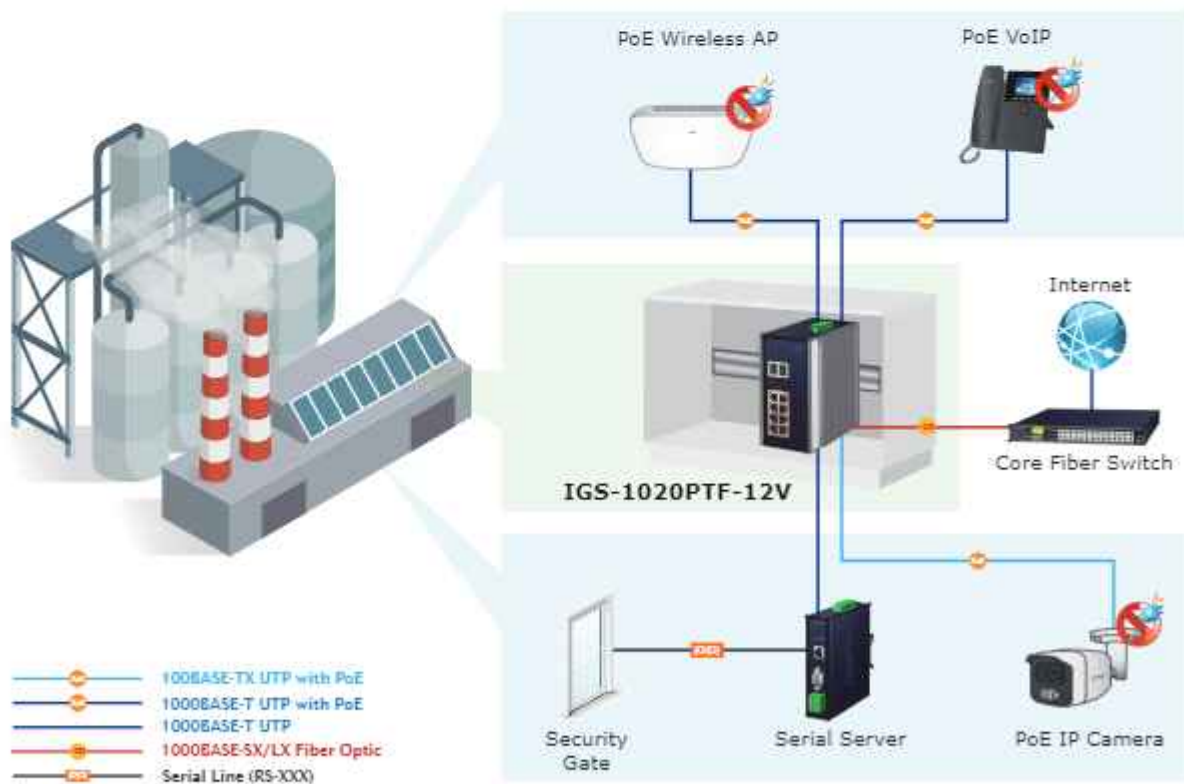 PoE Wireless AP
PoE VoIP
Internet
Core Fiber Switch
IGS-1020PTF-12V
Security
Gate
Serial Server
PoE IP Camera
100BASE-TX UTP with PoE
1000BASE-T UTP with PoE
1000BASE-T UTP
1000BASE-SX/LX Fiber Optic
Serial Line (RS-XXX)